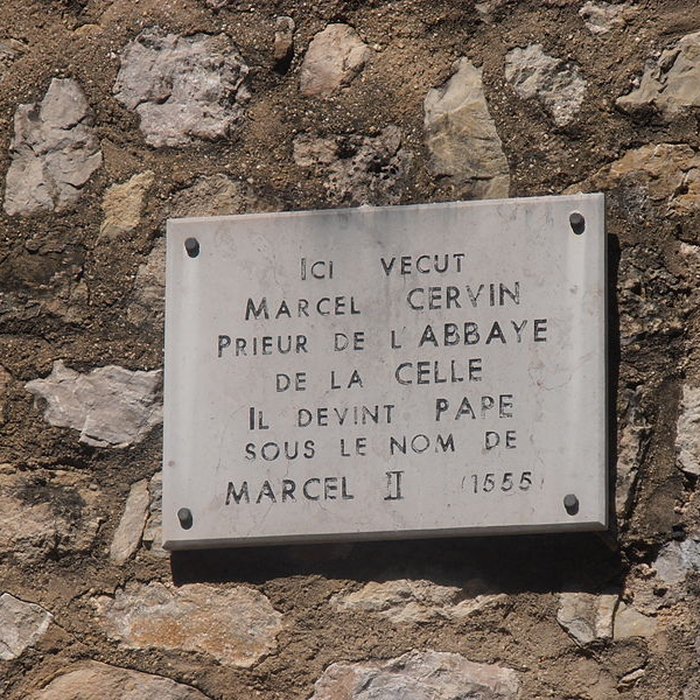 ICI VECUT
MARCEL CERVIN
PRIEUR DE L'ABBAYE
DE LA CELLE
IL DEVINT PAPE
SOUS LE NOM DE
MARCEL II (1555)